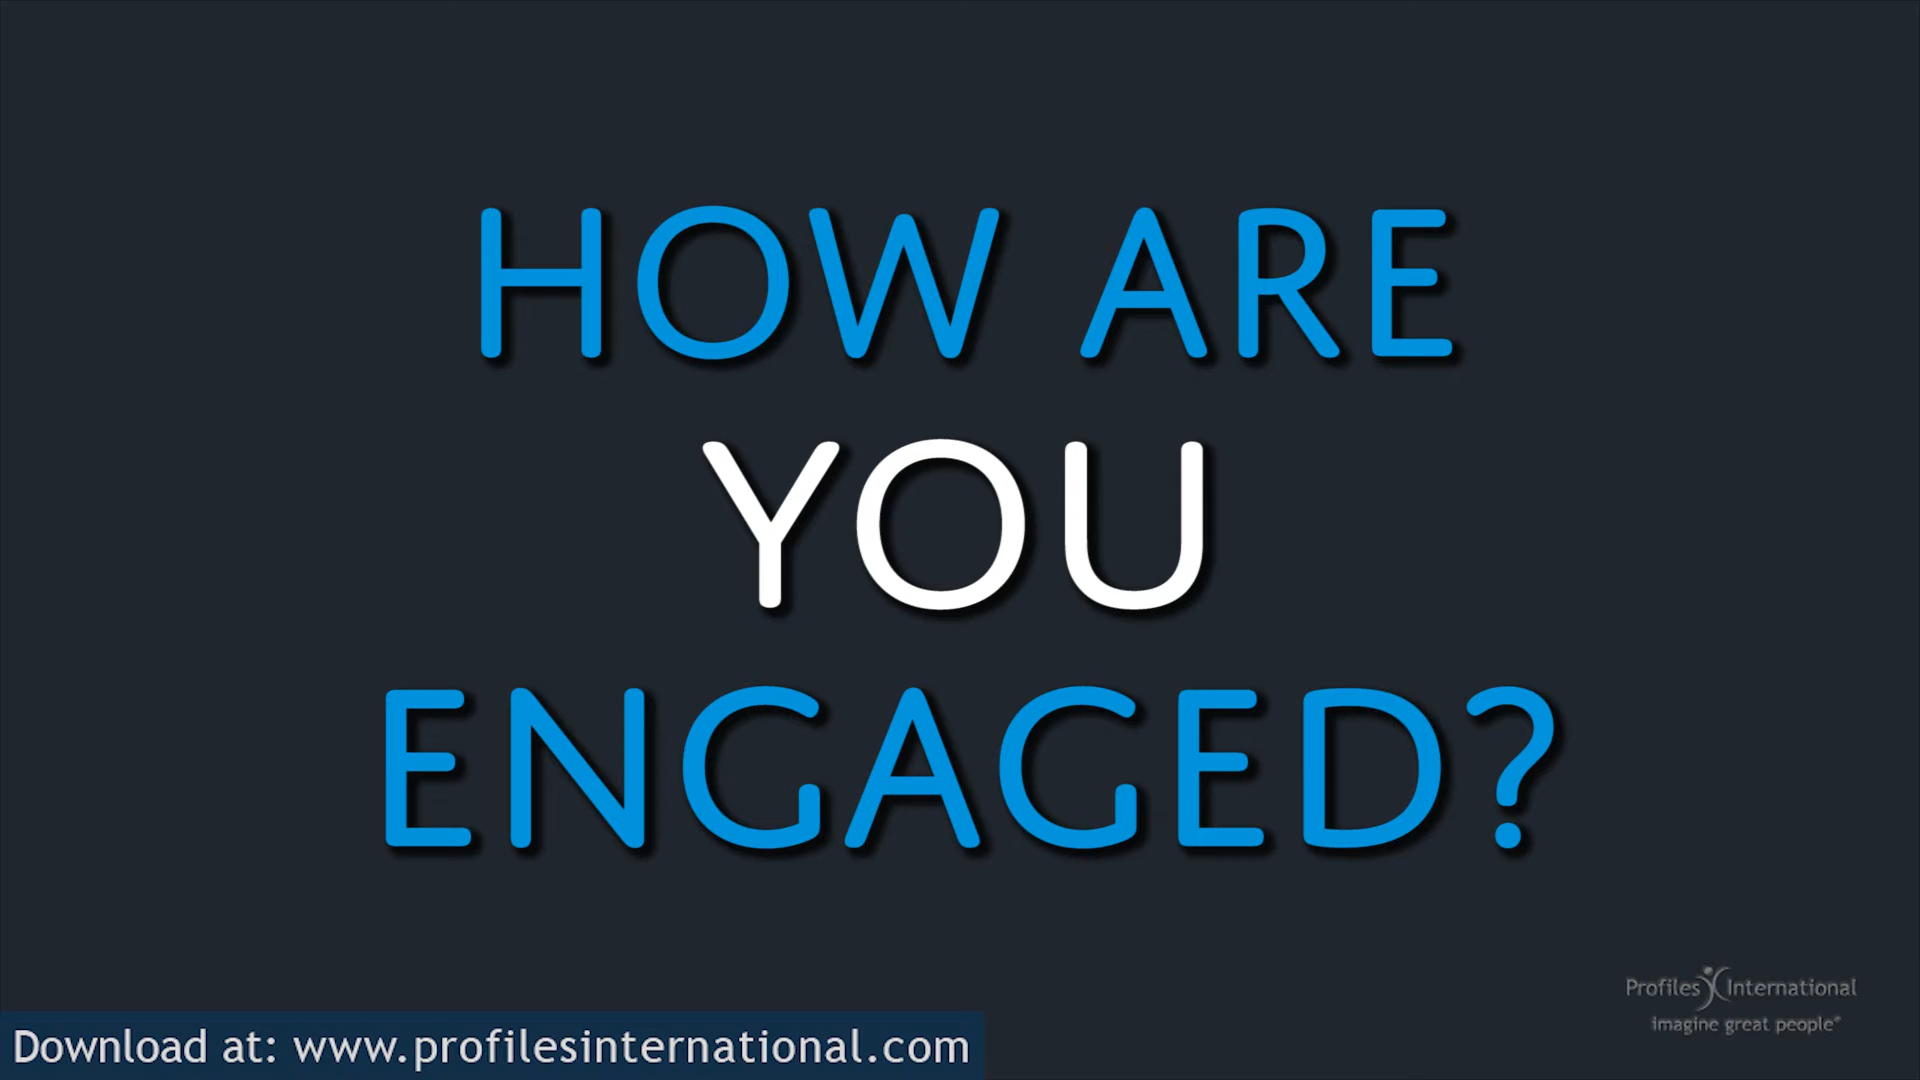 HOW ARE
YOU
ENGAGED?
Profiles International
imagine great people®
Download at: www.profilesinternational.com